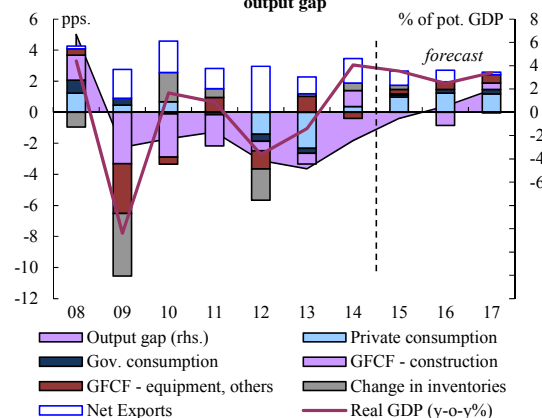 output gap
pps.
% of pot. GDP
forecast
6
4
2
0
-2
-4
-6
-8
-10
-12
8
6
4
2
0
-2
-4
-6
08 09 10 11 12 13 14 15 16 17
Output gap (rhs.) Private consumption
Gov. consumption GFCF - construction
GFCF - equipment, others Change in inventories
Net Exports Real GDP (y-o-y%)